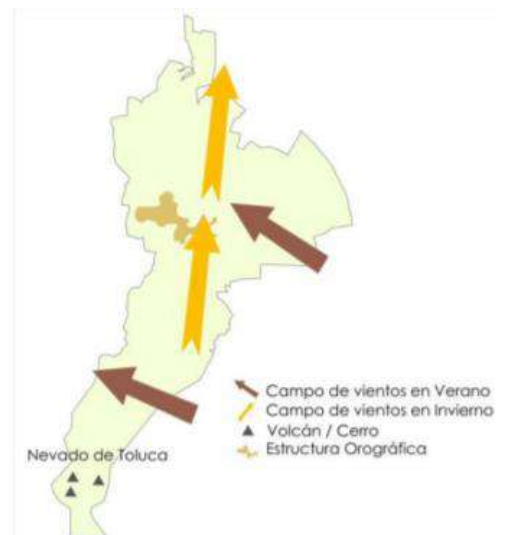 Campo de vientos en Verano
Campo de vientos en Invierno
Volcán / Cerro
Estructura Orográfica
Nevado de Toluca